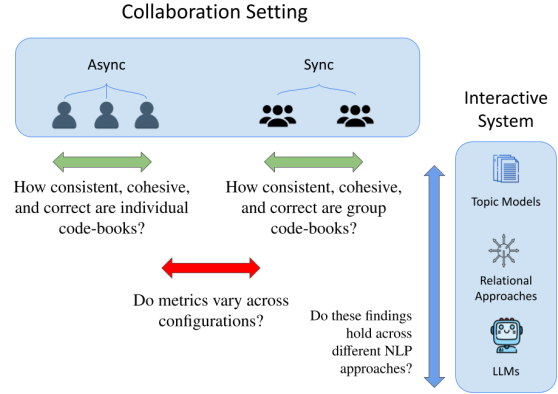 Collaboration Setting
Async
Sync
How consistent, cohesive,
and correct are individual
code-books?
How consistent, cohesive,
and correct are group
code-books?
Do metrics vary across
configurations?
Do these findings
hold across
different NLP
approaches?
Interactive
System
Topic Models
Relational
Approaches
LLMs